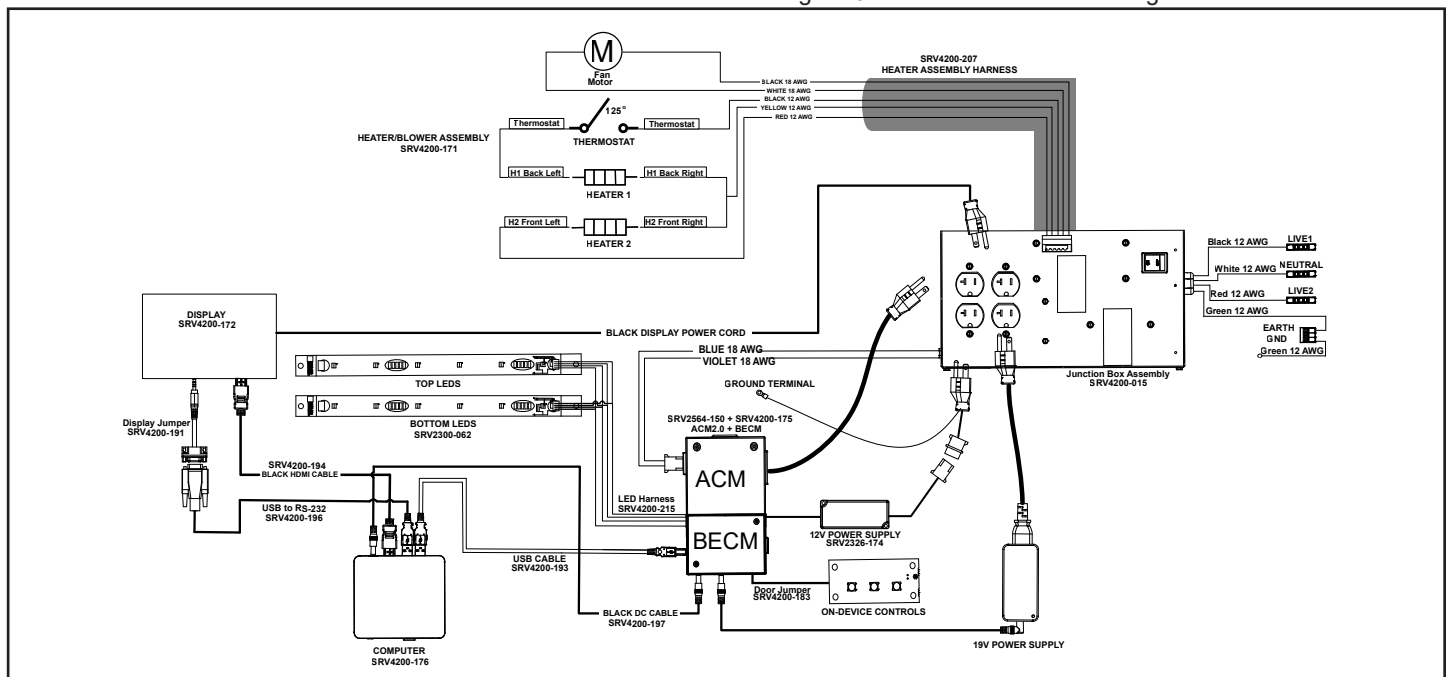 M
Fan
Motor
SRV4200-207
HEATER ASSEMBLY HARNESS
BLACK 18 AWG
WHITE 18 AWG
BLACK 12 AWG
YELLOW 12 AWG
RED 12 AWG
125°
Thermostat
Thermostat
THERMOSTAT
HEATER/BLOWER ASSEMBLY
SRV4200-171
H1 Back Left
H1 Back Right
HEATER 1
H2 Front Left
H2 Front Right
HEATER 2
Black 12 AWG
LIVE1
White 12 AWG
NEUTRAL
Red 12 AWG
LIVE2
Green 12 AWG
EARTH
GND
Green 12 AWG
Junction Box Assembly
SRV4200-015
DISPLAY
SRV4200-172
BLACK DISPLAY POWER CORD
BLUE 18 AWG
VIOLET 18 AWG
GROUND TERMINAL
TOP LEDS
BOTTOM LEDS
SRV2300-062
Display Jumper
SRV4200-191
SRV4200-194
BLACK HDMI CABLE
USB to RS-232
SRV4200-196
SRV2564-150 + SRV4200-175
ACM2.0 + BECM
ACM
BECM
LED Harness
SRV4200-215
12V POWER SUPPLY
SRV2326-174
USB CABLE
SRV4200-193
Door Jumper
SRV4200-183
ON-DEVICE CONTROLS
BLACK DC CABLE
SRV4200-197
19V POWER SUPPLY
COMPUTER
SRV4200-176